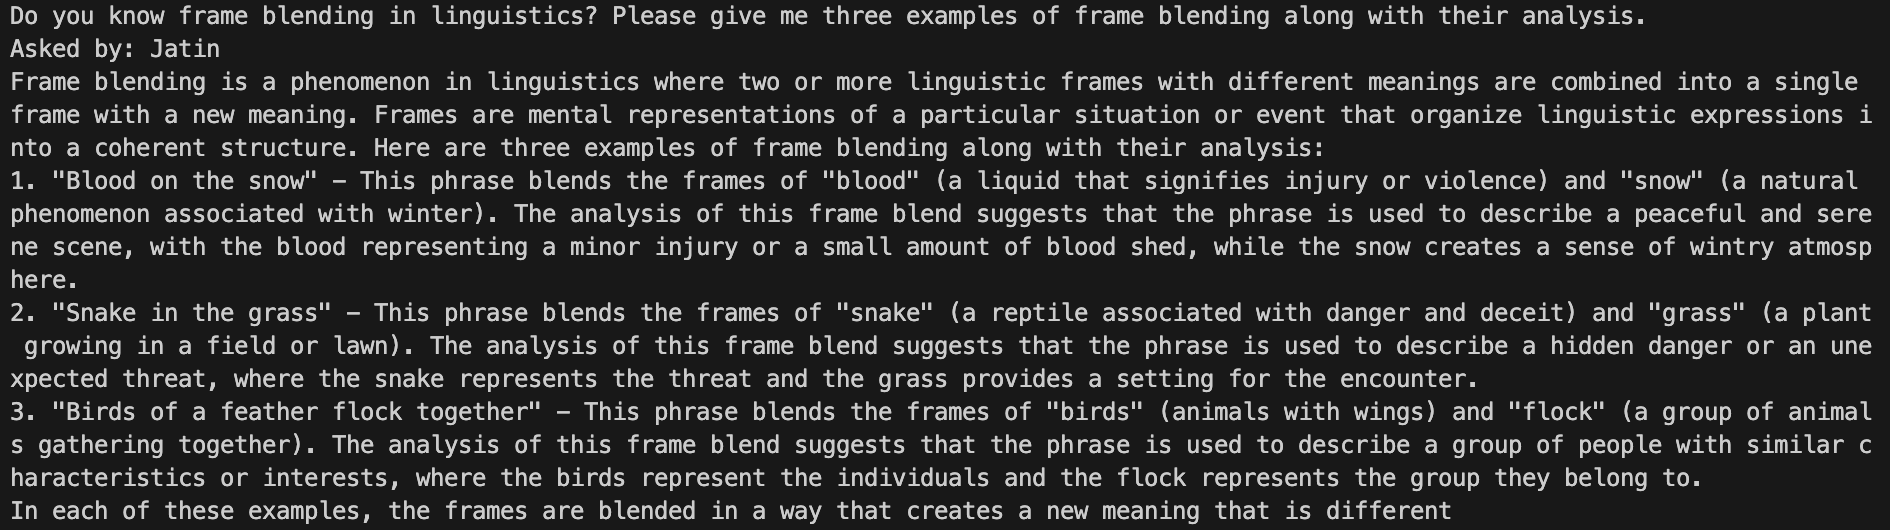 Do you know frame blending in linguistics? Please give me three examples of frame blending along with their analysis.
Asked by: Jatin
Frame blending is a phenomenon in linguistics where two or more linguistic frames with different meanings are combined into a single
frame with a new meaning. Frames are mental representations of a particular situation or event that organize linguistic expressions i
nto a coherent structure. Here are three examples of frame blending along with their analysis:
1. "Blood on the snow" – This phrase blends the frames of "blood" (a liquid that signifies injury or violence) and "snow" (a natural
phenomenon associated with winter). The analysis of this frame blend suggests that the phrase is used to describe a peaceful and sere
ne scene, with the blood representing a minor injury or a small amount of blood shed, while the snow creates a sense of wintry atmosp
here.
2. "Snake in the grass" – This phrase blends the frames of "snake" (a reptile associated with danger and deceit) and "grass" (a plant
 growing in a field or lawn). The analysis of this frame blend suggests that the phrase is used to describe a hidden danger or an une
xpected threat, where the snake represents the threat and the grass provides a setting for the encounter.
3. "Birds of a feather flock together" – This phrase blends the frames of "birds" (animals with wings) and "flock" (a group of animal
s gathering together). The analysis of this frame blend suggests that the phrase is used to describe a group of people with similar c
haracteristics or interests, where the birds represent the individuals and the flock represents the group they belong to.
In each of these examples, the frames are blended in a way that creates a new meaning that is different